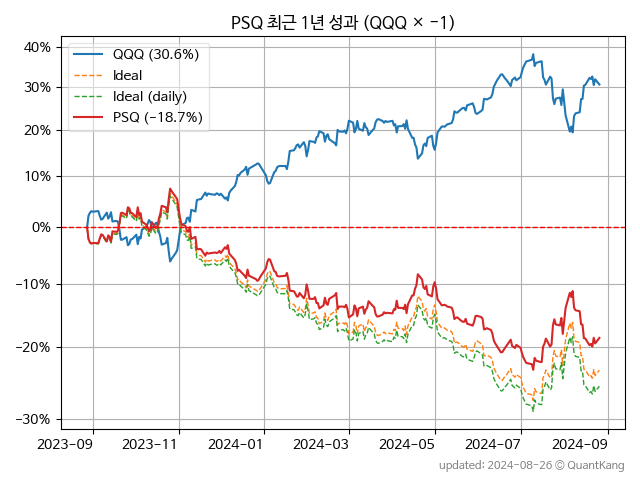 PSQ 최근 1년 성과 (QQQ × −1)
QQQ (30.6%)
Ideal
Ideal (daily)
PSQ (−18.7%)
40%
30%
20%
10%
0%
−10%
−20%
−30%
2023−09
2023−11
2024−01
2024−03
2024−05
2024−07
2024−09
updated: 2024−08−26 © QuantKang